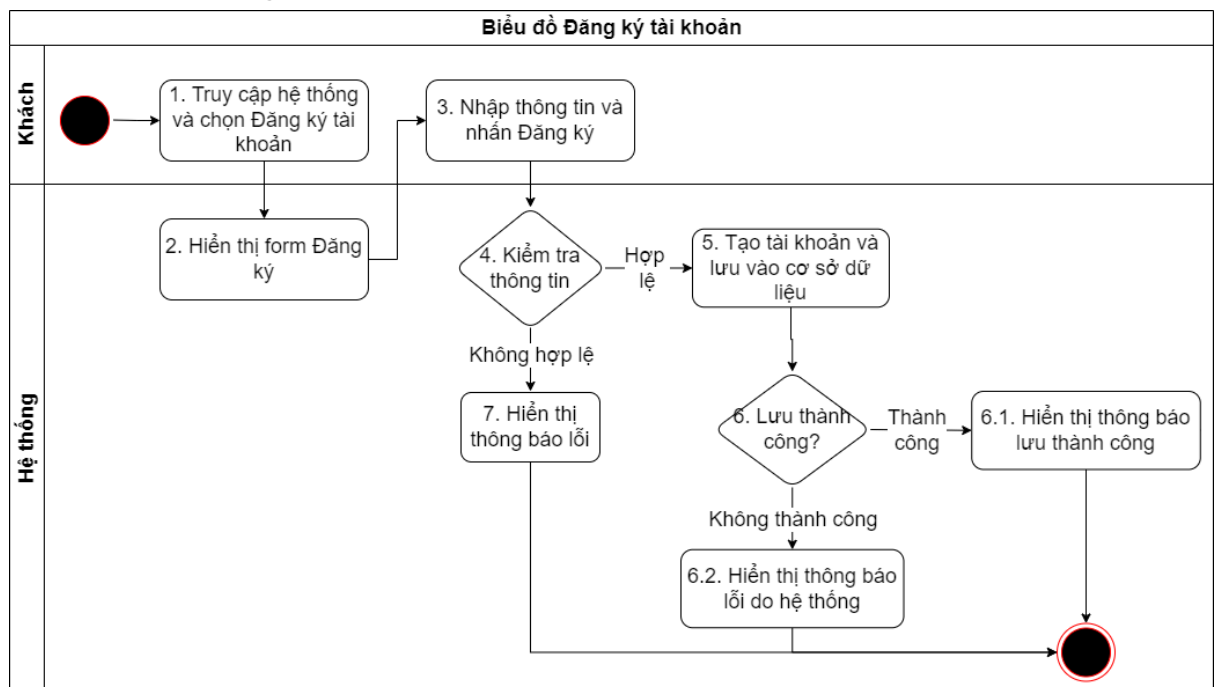 Biểu đồ Đăng ký tài khoản
Khách
1. Truy cập hệ thống
và chọn Đăng ký tài
khoản
3. Nhập thông tin và
nhấn Đăng ký
Hệ thống
2. Hiển thị form Đăng
ký
4. Kiểm tra
thông tin
Hợp
lệ
5. Tạo tài khoản và
lưu vào cơ sở dữ
liệu
Không hợp lệ
7. Hiển thị
thông báo lỗi
6. Lưu thành
công?
Thành
công
6.1. Hiển thị thông báo
lưu thành công
Không thành công
6.2. Hiển thị thông báo
lỗi do hệ thống